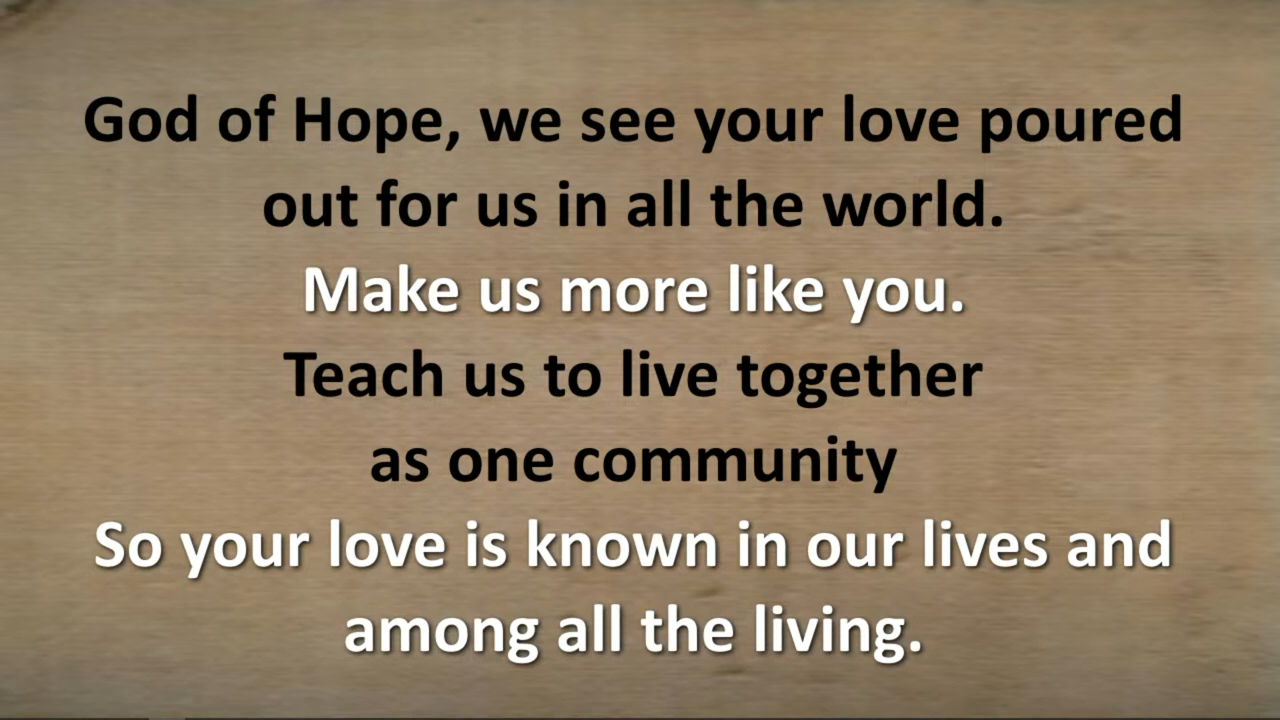 God of Hope, we see your love poured
out for us in all the world.
Make us more like you.
Teach us to live together
as one community
So your love is known in our lives and
among all the living.